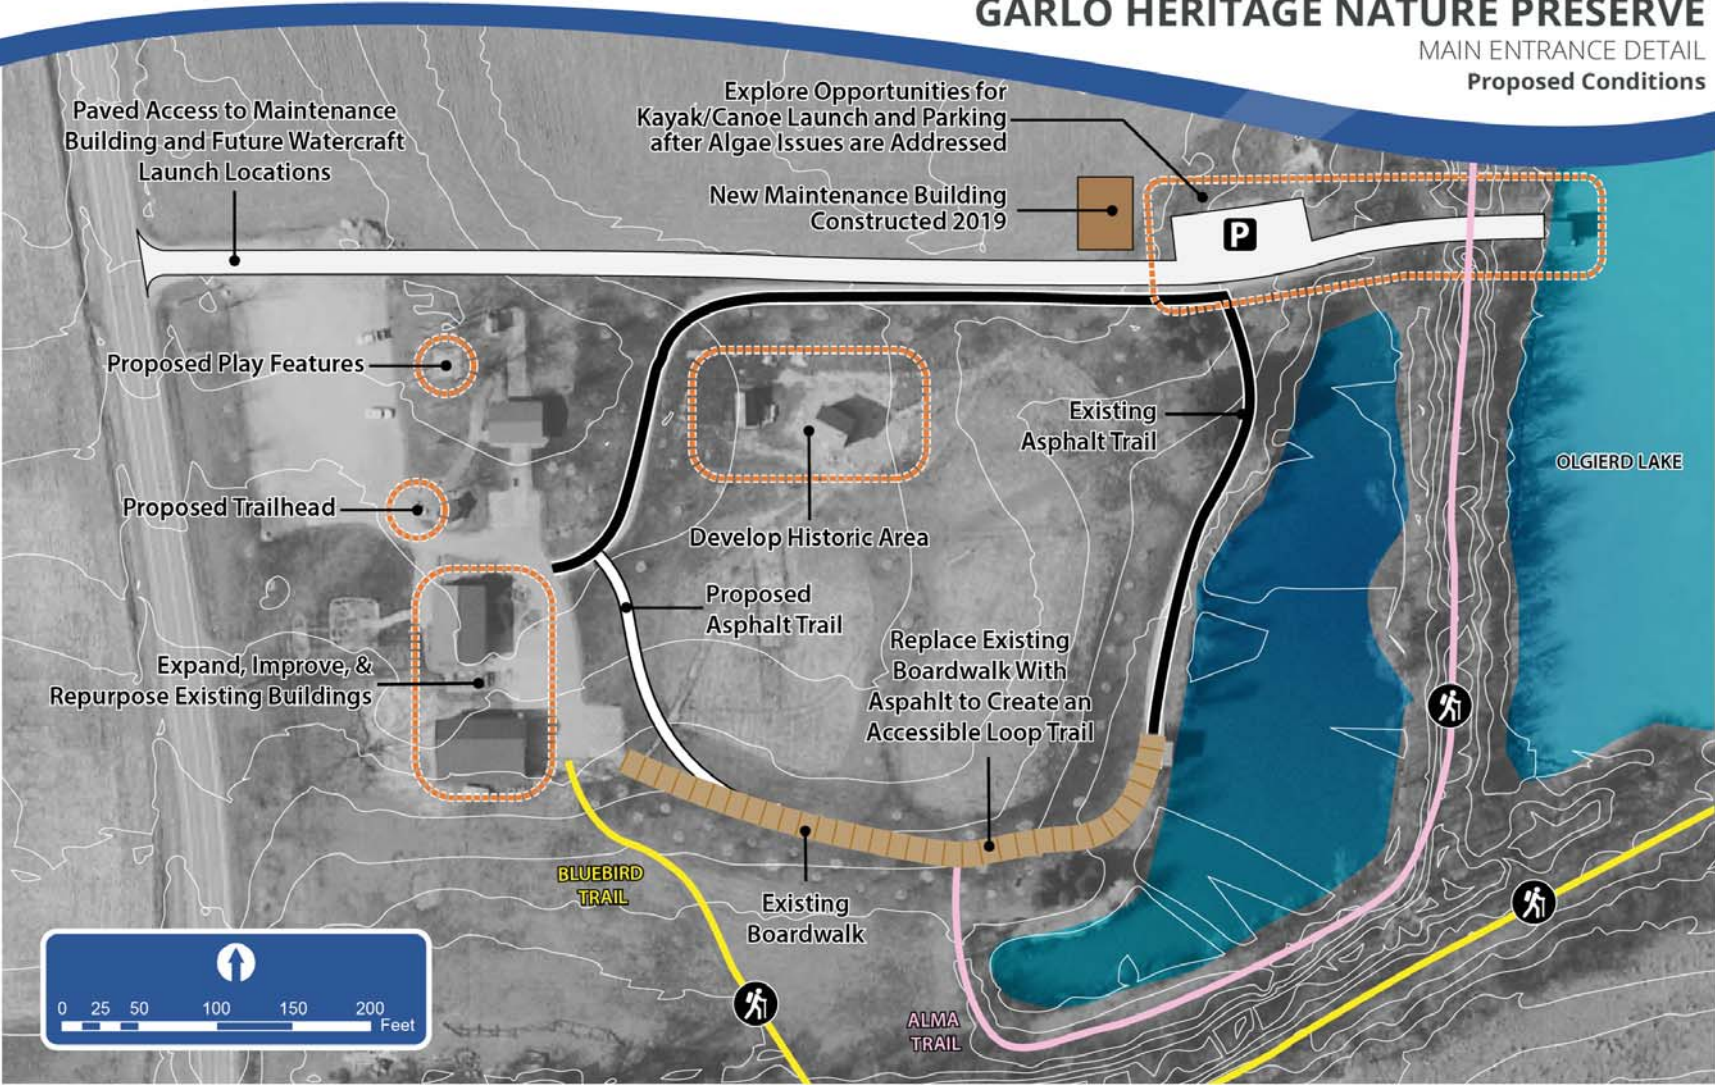 GARLO HERITAGE NATURE PRESERVE
MAIN ENTRANCE DETAIL
Proposed Conditions
Paved Access to Maintenance
Building and Future Watercraft
Launch Locations
Explore Opportunities for
Kayak/Canoe Launch and Parking
after Algae Issues are Addressed
New Maintenance Building
Constructed 2019
P
Proposed Play Features
Existing
Asphalt Trail
OLGIERD LAKE
Proposed Trailhead
Develop Historic Area
Proposed
Asphalt Trail
Replace Existing
Boardwalk With
Aspahlt to Create an
Accessible Loop Trail
Expand, Improve, &
Repurpose Existing Buildings
BLUEBIRD
TRAIL
Existing
Boardwalk
ALMA
TRAIL
0 25 50 100 150 200
Feet